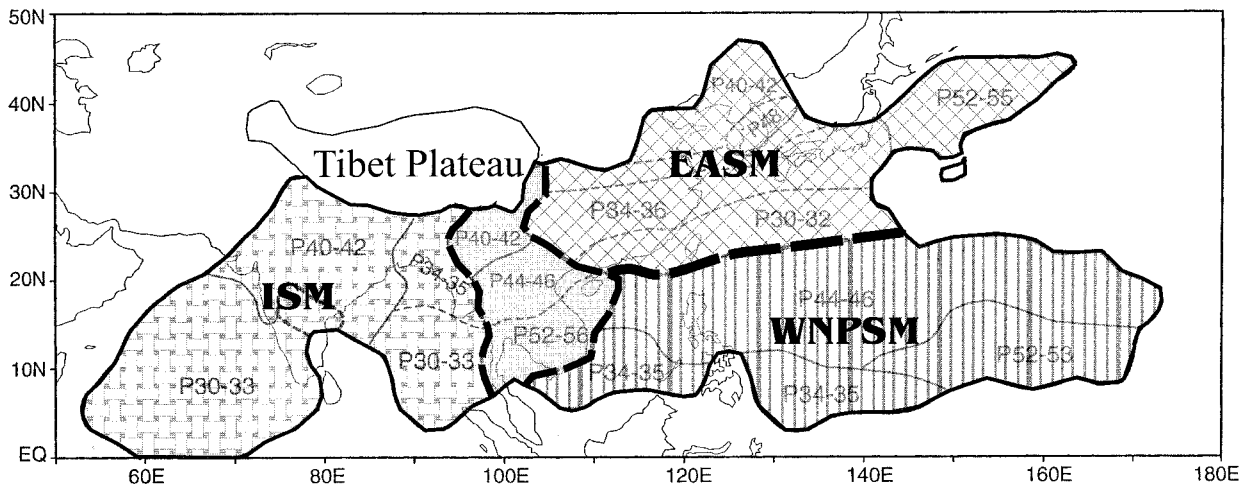 50N
40N
30N
20N
10N
EQ
P40-42
P52-55
Tibet Plateau
EASM
P34-36
P30-32
P40-42
P40-42
P34-35
P44-46
ISM
P44-46
WNPSM
P52-56
P30-33
P30-33
P34-35
P52-53
P34-35
60E 80E 100E 120E 140E 160E 180E